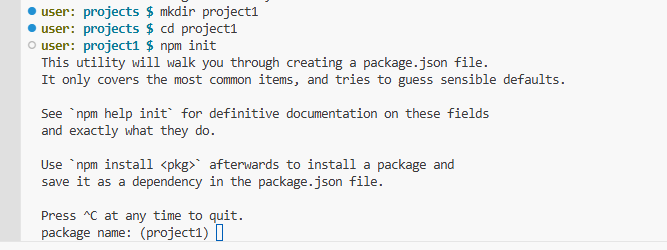 user: projects $ mkdir project1
user: projects $ cd project1
user: project1 $ npm init
This utility will walk you through creating a package.json file.
It only covers the most common items, and tries to guess sensible defaults.

See `npm help init` for definitive documentation on these fields
and exactly what they do.

Use `npm install <pkg>` afterwards to install a package and
save it as a dependency in the package.json file.

Press ^C at any time to quit.
package name: (project1)